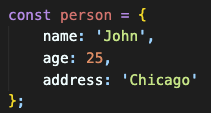 const person = {
    name: 'John',
    age: 25,
    address: 'Chicago'
};